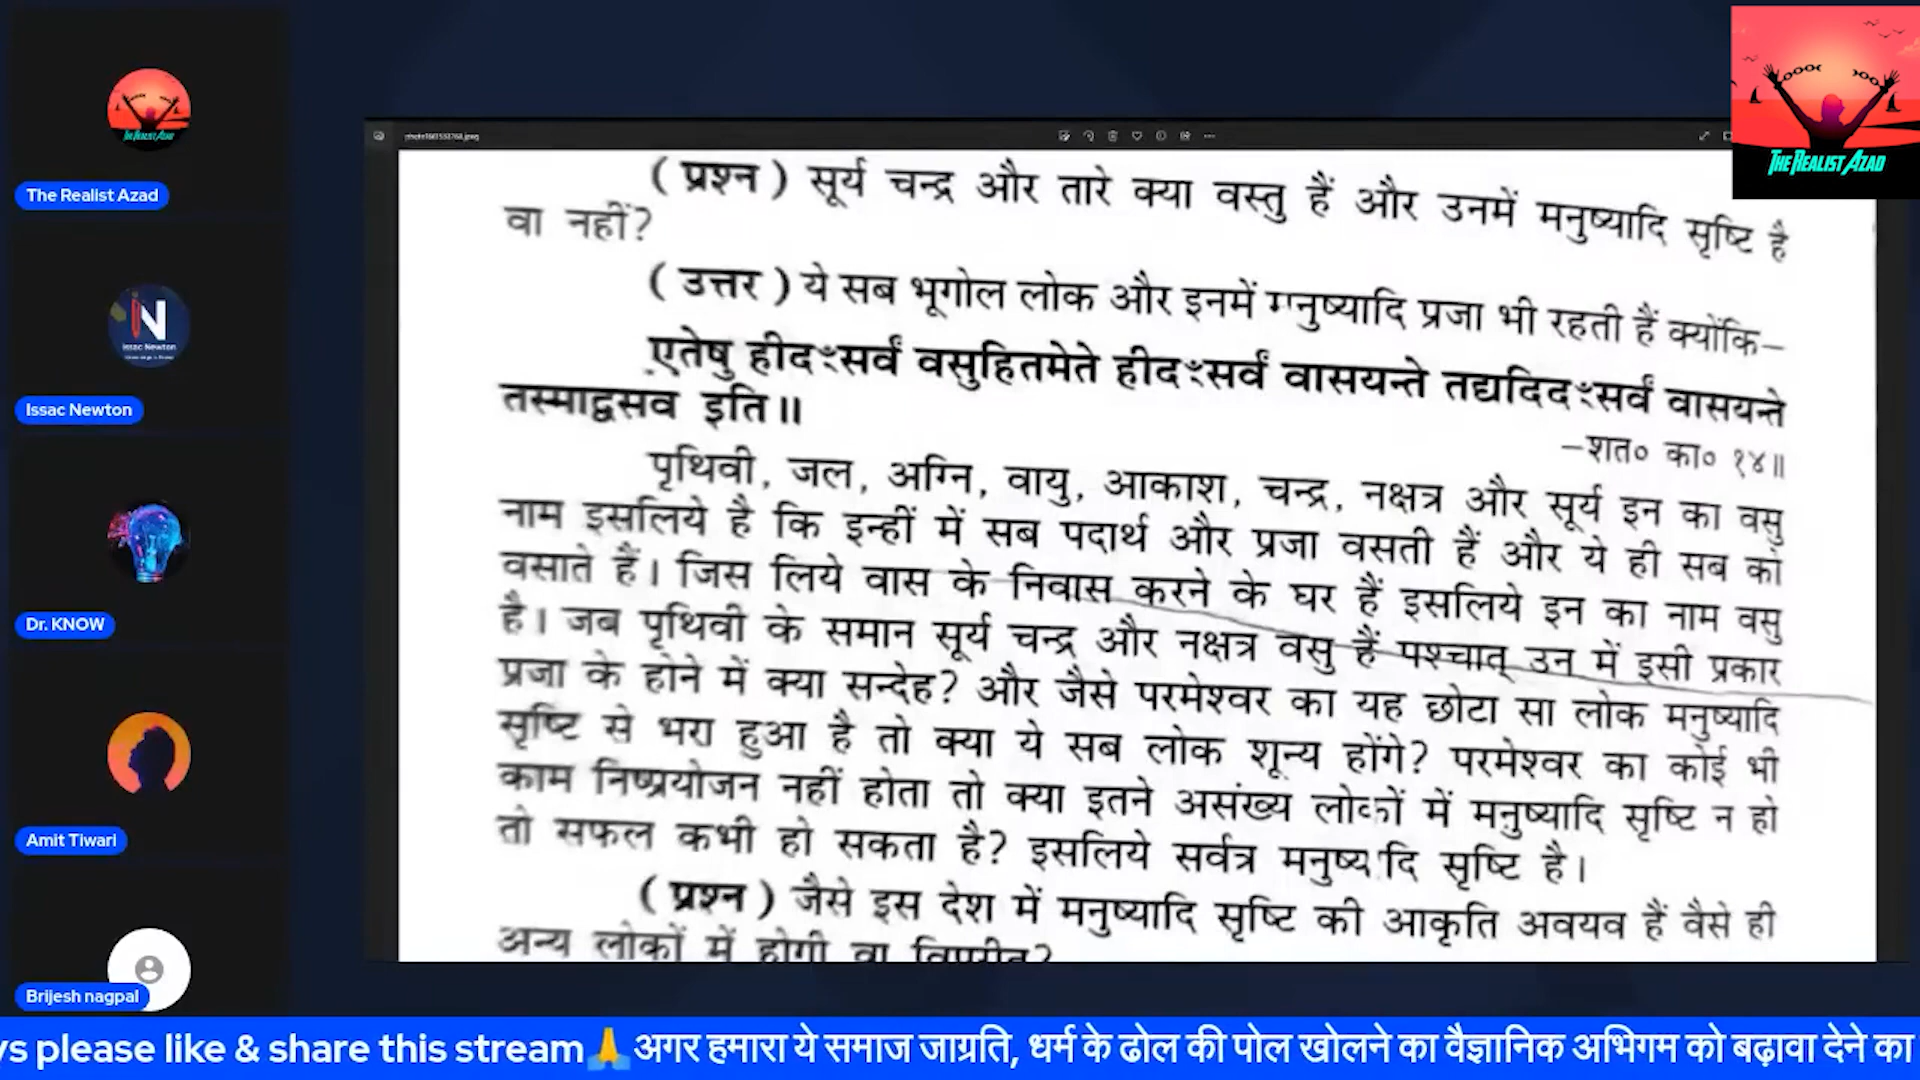 The Realist Azad
Issac Newton
Dr. KNOW
Amit Tiwari
Brijesh nagpal
THE REALIST AZAD
( प्रश्न ) सूर्य चन्द्र और तारे क्या वस्तु हैं और उनमें मनुष्यादि सृष्टि है
वा नहीं?
( उत्तर ) ये सब भूगोल लोक और इनमें मनुष्यादि प्रजा भी रहती हैं क्योंकि–
एतेषु हीदꣳसर्वं वसुहितमेते हीदꣳसर्वं वासयन्ते तद्यदिदꣳसर्वं वासयन्ते
तस्माद्वसव इति॥
–शत० का० १४॥
पृथिवी, जल, अग्नि, वायु, आकाश, चन्द्र, नक्षत्र और सूर्य इन का वसु
नाम इसलिये है कि इन्हीं में सब पदार्थ और प्रजा वसती हैं और ये ही सब को
वसाते हैं। जिस लिये वास के निवास करने के घर हैं इसलिये इन का नाम वसु
है। जब पृथिवी के समान सूर्य चन्द्र और नक्षत्र वसु हैं पश्चात् उन में इसी प्रकार
प्रजा के होने में क्या सन्देह? और जैसे परमेश्वर का यह छोटा सा लोक मनुष्यादि
सृष्टि से भरा हुआ है तो क्या ये सब लोक शून्य होंगे? परमेश्वर का कोई भी
काम निष्प्रयोजन नहीं होता तो क्या इतने असंख्य लोकों में मनुष्यादि सृष्टि न हो
तो सफल कभी हो सकता है? इसलिये सर्वत्र मनुष्यादि सृष्टि है।
( प्रश्न ) जैसे इस देश में मनुष्यादि सृष्टि की आकृति अवयव हैं वैसे ही
अन्य लोकों में होगी वा विपरीत?
ys please like & share this stream🙏अगर हमारा ये समाज जाग्रति, धर्म के ढोल की पोल खोलने का वैज्ञानिक अभिगम को बढ़ावा देने का